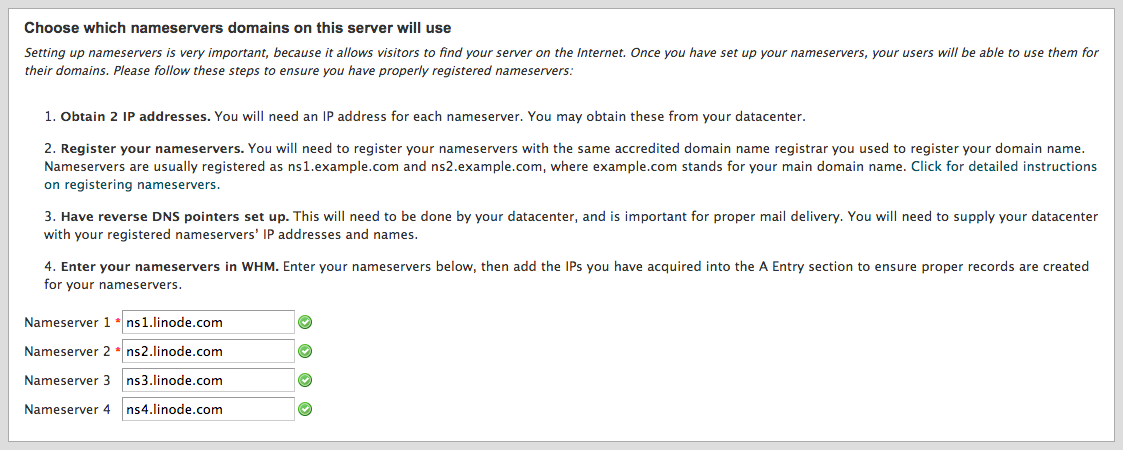 Choose which nameservers domains on this server will use
Setting up nameservers is very important, because it allows visitors to find your server on the Internet. Once you have set up your nameservers, your users will be able to use them for
their domains. Please follow these steps to ensure you have properly registered nameservers:
1. Obtain 2 IP addresses. You will need an IP address for each nameserver. You may obtain these from your datacenter.
2. Register your nameservers. You will need to register your nameservers with the same accredited domain name registrar you used to register your domain name.
Nameservers are usually registered as ns1.example.com and ns2.example.com, where example.com stands for your main domain name. Click for detailed instructions
on registering nameservers.
3. Have reverse DNS pointers set up. This will need to be done by your datacenter, and is important for proper mail delivery. You will need to supply your datacenter
with your registered nameservers’ IP addresses and names.
4. Enter your nameservers in WHM. Enter your nameservers below, then add the IPs you have acquired into the A Entry section to ensure proper records are created
for your nameservers.
Nameserver 1 * ns1.linode.com
Nameserver 2 * ns2.linode.com
Nameserver 3 ns3.linode.com
Nameserver 4 ns4.linode.com